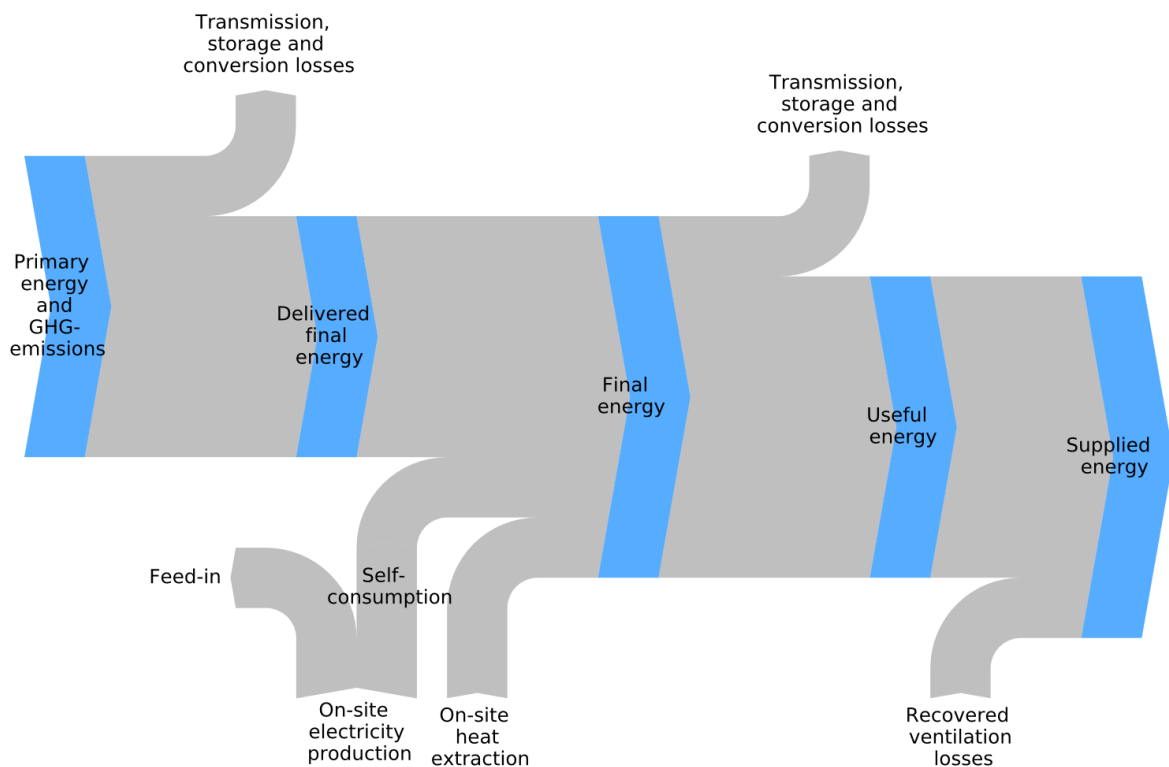 Transmission,
storage and
conversion losses
Transmission,
storage and
conversion losses
Primary
energy
and
GHG-
emissions
Delivered
final
energy
Final
energy
Useful
energy
Supplied
energy
Feed-in
Self-
consumption
On-site
electricity
production
On-site
heat
extraction
Recovered
ventilation
losses